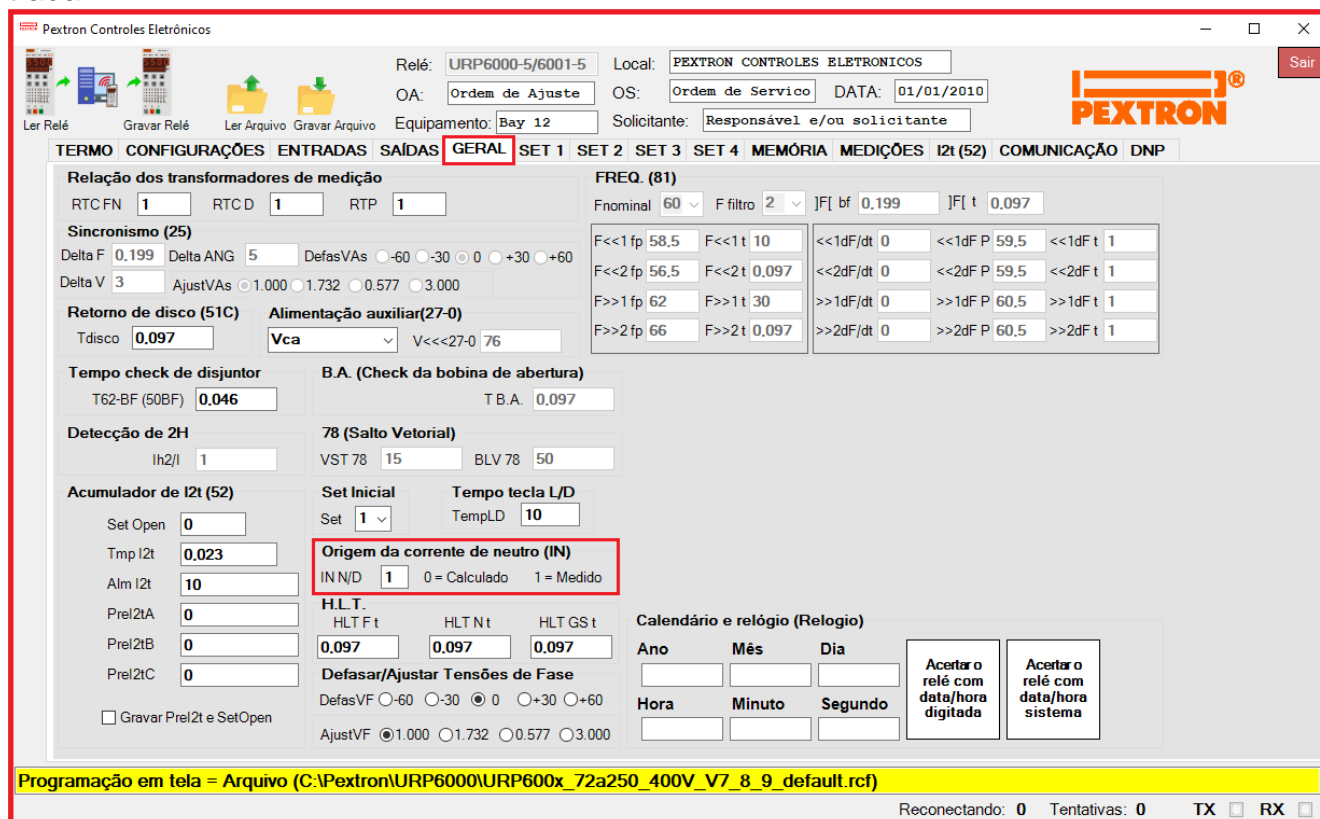 Pextron Controles Eletrônicos
Ler Relé Gravar Relé Ler Arquivo Gravar Arquivo
Relé: URP6000-5/6001-5 Local: PEXTRON CONTROLES ELETRONICOS
OA: Ordem de Ajuste OS: Ordem de Servico DATA: 01/01/2010
Equipamento: Bay 12 Solicitante: Responsável e/ou solicitante
PEXTRON®
Sair
TERMO CONFIGURAÇÕES ENTRADAS SAÍDAS GERAL SET 1 SET 2 SET 3 SET 4 MEMÓRIA MEDIÇÕES I2t (52) COMUNICAÇÃO DNP
Relação dos transformadores de medição
RTC FN 1 RTC D 1 RTP 1
Sincronismo (25)
Delta F 0,199 Delta ANG 5 DefasVAs -60 -30 0 +30 +60
Delta V 3 AjustVAs 1.000 1.732 0.577 3.000
Retorno de disco (51C)
Tdisco 0,097
Alimentação auxiliar(27-0)
Vca V<<<27-0 76
FREQ. (81)
Fnominal 60 F filtro 2 ]F[ bf 0,199 ]F[ t 0,097
F<<1 fp 58,5 F<<1 t 10 <<1dF/dt 0 <<1dF P 59,5 <<1dF t 1
F<<2 fp 56,5 F<<2 t 0,097 <<2dF/dt 0 <<2dF P 59,5 <<2dF t 1
F>>1 fp 62 F>>1 t 30 >>1dF/dt 0 >>1dF P 60,5 >>1dF t 1
F>>2 fp 66 F>>2 t 0,097 >>2dF/dt 0 >>2dF P 60,5 >>2dF t 1
Tempo check de disjuntor
T62-BF (50BF) 0,046
B.A. (Check da bobina de abertura)
T B.A. 0,097
Detecção de 2H
Ih2/I 1
78 (Salto Vetorial)
VST 78 15 BLV 78 50
Acumulador de I2t (52)
Set Open 0
Tmp I2t 0,023
Alm I2t 10
PreI2tA 0
PreI2tB 0
PreI2tC 0
Gravar PreI2t e SetOpen
Set Inicial
Set 1
Tempo tecla L/D
TempLD 10
Origem da corrente de neutro (IN)
IN N/D 1 0 = Calculado 1 = Medido
H.L.T.
HLT F t HLT N t HLT GS t
0,097 0,097 0,097
Defasar/Ajustar Tensões de Fase
DefasVF -60 -30 0 +30 +60
AjustVF 1.000 1.732 0.577 3.000
Calendário e relógio (Relogio)
Ano Mês Dia
Hora Minuto Segundo
Acertar o
relé com
data/hora
digitada
Acertar o
relé com
data/hora
sistema
Programação em tela = Arquivo (C:\Pextron\URP6000\URP600x_72a250_400V_V7_8_9_default.rcf)
Reconectando: 0 Tentativas: 0 TX RX